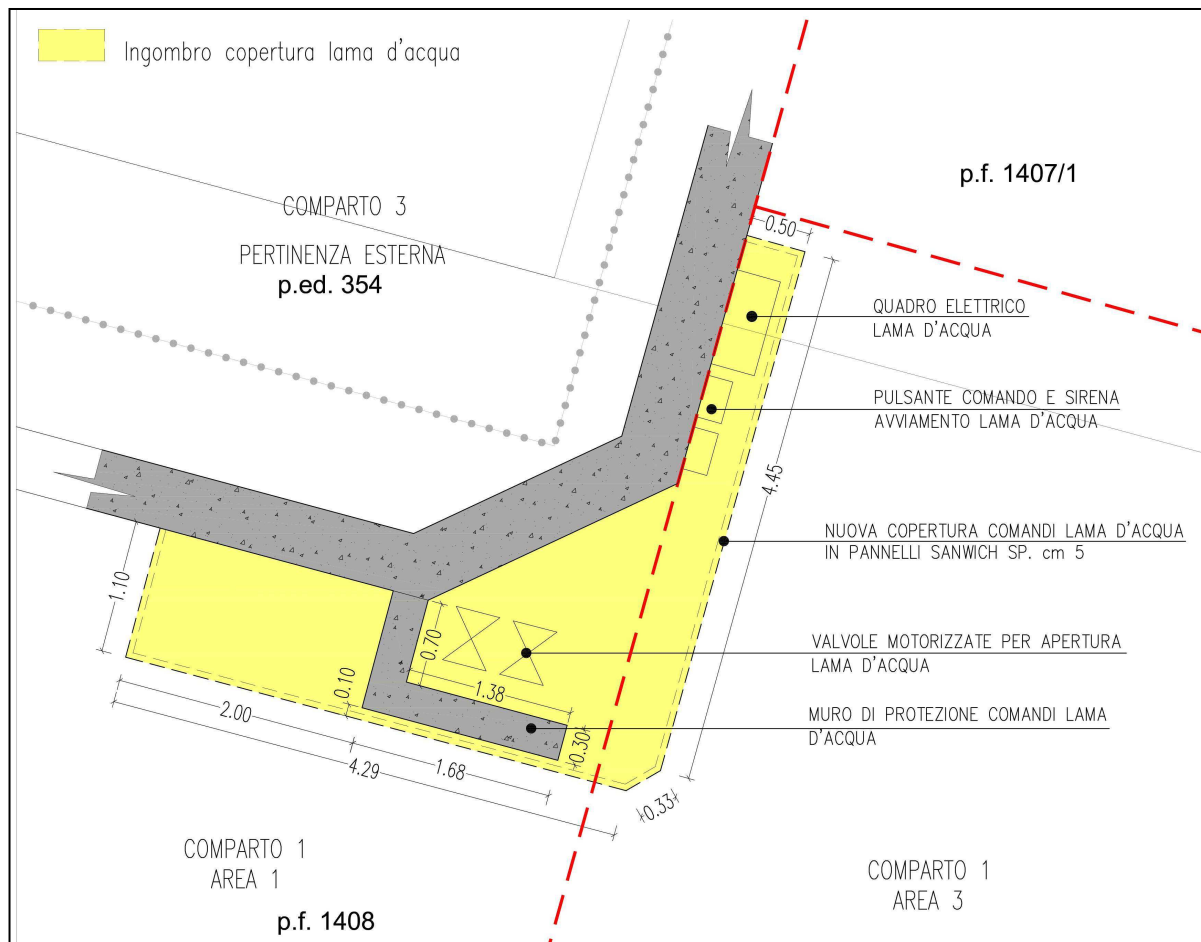 Ingombro copertura lama d'acqua
p.f. 1407/1
COMPARTO 3
PERTINENZA ESTERNA
p.ed. 354
0.50
QUADRO ELETTRICO
LAMA D'ACQUA
PULSANTE COMANDO E SIRENA
AVVIAMENTO LAMA D'ACQUA
4.45
NUOVA COPERTURA COMANDI LAMA D'ACQUA
IN PANNELLI SANWICH SP. cm 5
1.10
0.70
VALVOLE MOTORIZZATE PER APERTURA
LAMA D'ACQUA
0.10
1.38
MURO DI PROTEZIONE COMANDI LAMA
D'ACQUA
2.00
0.30
4.29
1.68
0.33
COMPARTO 1
AREA 1
COMPARTO 1
AREA 3
p.f. 1408